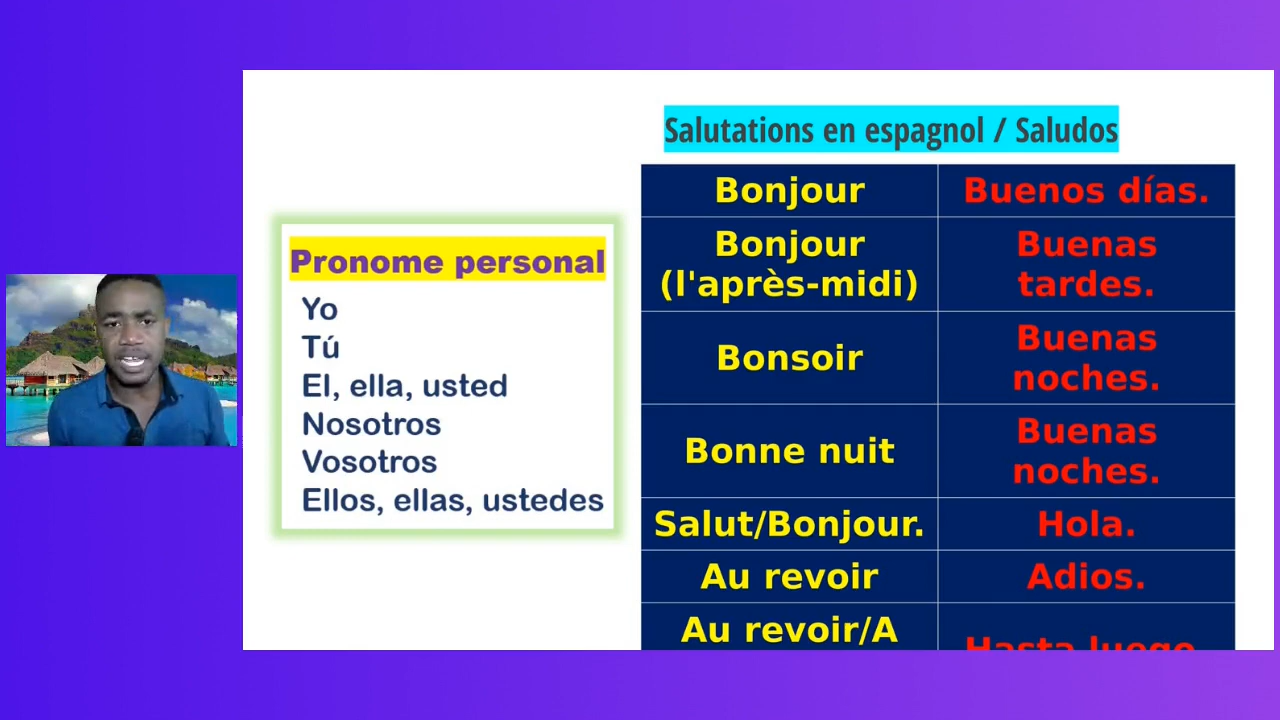 Salutations en espagnol / Saludos
Pronome personal
Yo
Tú
El, ella, usted
Nosotros
Vosotros
Ellos, ellas, ustedes
Bonjour
Buenos días.
Bonjour
(l'après-midi)
Buenas
tardes.
Bonsoir
Buenas
noches.
Bonne nuit
Buenas
noches.
Salut/Bonjour.
Hola.
Au revoir
Adios.
Au revoir/A
Hasta luego